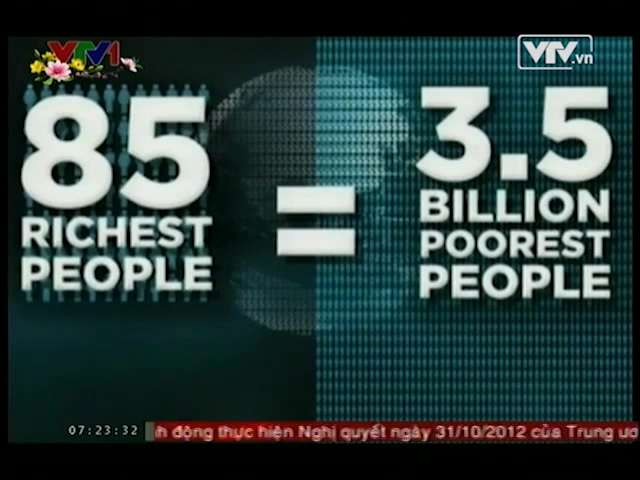 VTV1
VTV.vn
85
RICHEST
PEOPLE
=
3.5
BILLION
POOREST
PEOPLE
07:23:32
h động thực hiện Nghị quyết ngày 31/10/2012 của Trung ươ